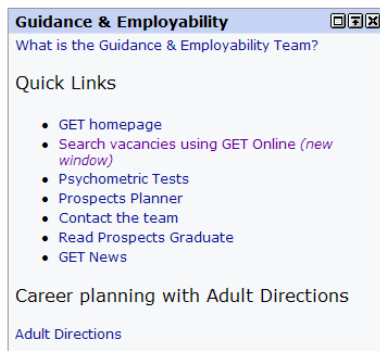 Guidance & Employability
What is the Guidance & Employability Team?
Quick Links
GET homepage
Search vacancies using GET Online (new
window)
Psychometric Tests
Prospects Planner
Contact the team
Read Prospects Graduate
GET News
Career planning with Adult Directions
Adult Directions